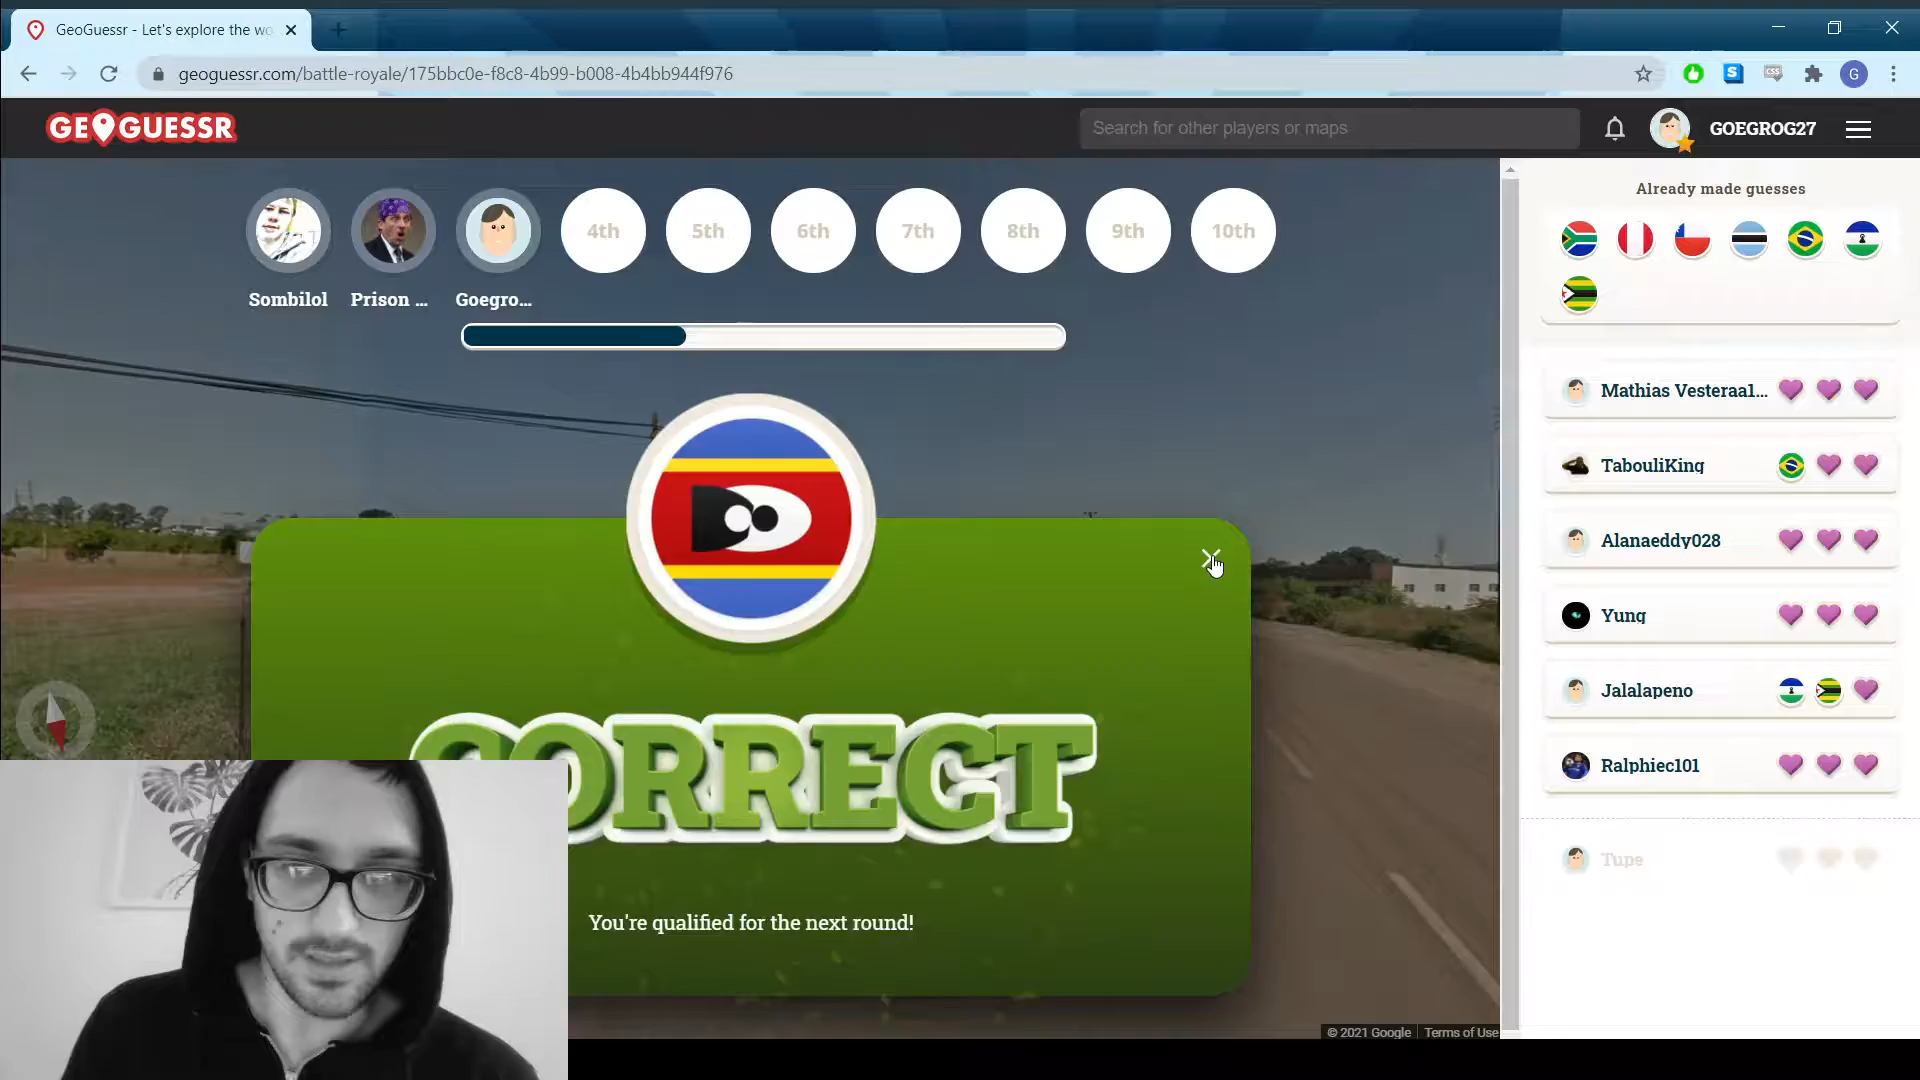 GeoGuessr - Let's explore the wo
geoguessr.com/battle-royale/175bbc0e-f8c8-4b99-b008-4b4bb944f976
G
GEOGUESSR
Search for other players or maps
GOEGROG27
4th
5th
6th
7th
8th
9th
10th
Sombilol
Prison ...
Goegro...
CORRECT
You're qualified for the next round!
© 2021 Google
Terms of Use
Already made guesses
Mathias Vesteraa1...
TabouliKing
Alanaeddy028
Yung
Jalalapeno
Ralphiec101
Tupe